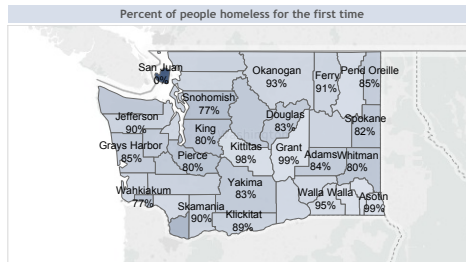 Percent of people homeless for the first time
San Juan
0%
Okanogan
93%
Ferry
91%
Pend Oreille
85%
Snohomish
77%
Jefferson
90%
Douglas
83%
Spokane
82%
King
80%
Grays Harbor
85%
Kittitas
98%
Grant
99%
Pierce
80%
Adams
84%
Whitman
80%
Yakima
83%
Wahkiakum
77%
Skamania
90%
Walla Walla
95%
Asotin
99%
Klickitat
89%